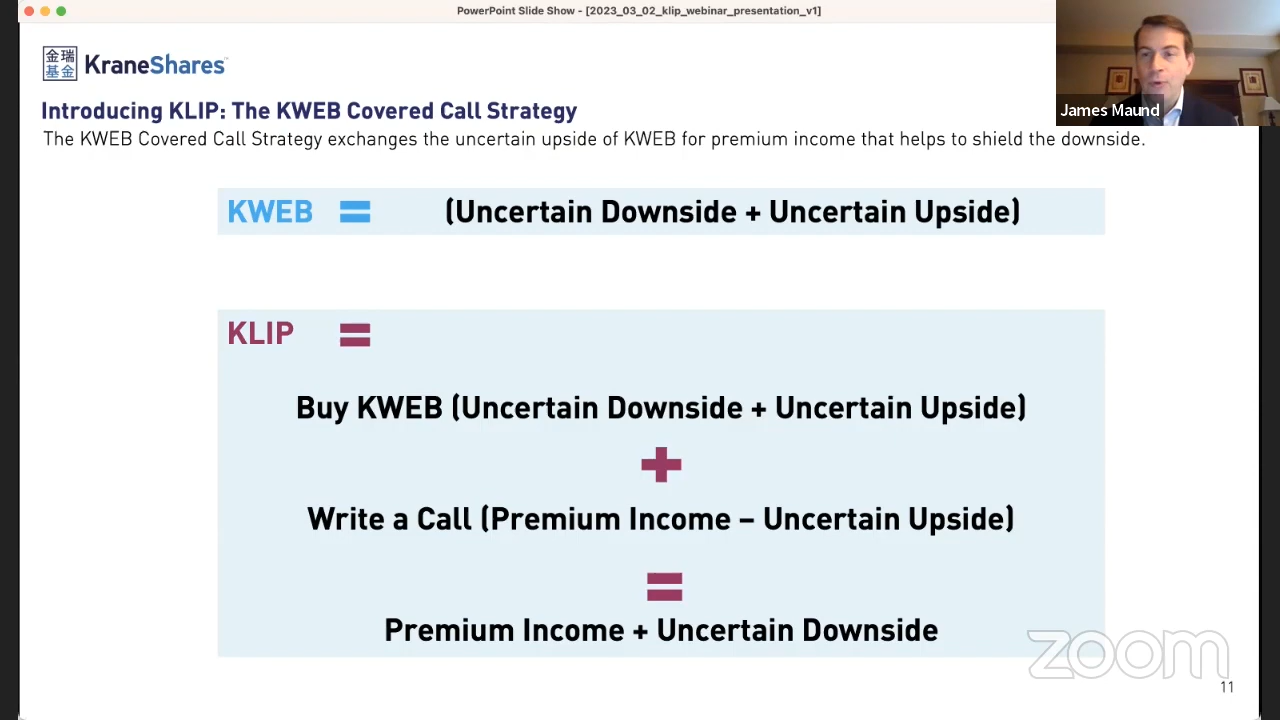 PowerPoint Slide Show - [2023_03_02_klip_webinar_presentation_v1]
金瑞
基金
KraneShares™
James Maund
Introducing KLIP: The KWEB Covered Call Strategy
The KWEB Covered Call Strategy exchanges the uncertain upside of KWEB for premium income that helps to shield the downside.
KWEB = (Uncertain Downside + Uncertain Upside)
KLIP =
Buy KWEB (Uncertain Downside + Uncertain Upside)
+
Write a Call (Premium Income – Uncertain Upside)
=
Premium Income + Uncertain Downside
zoom
11